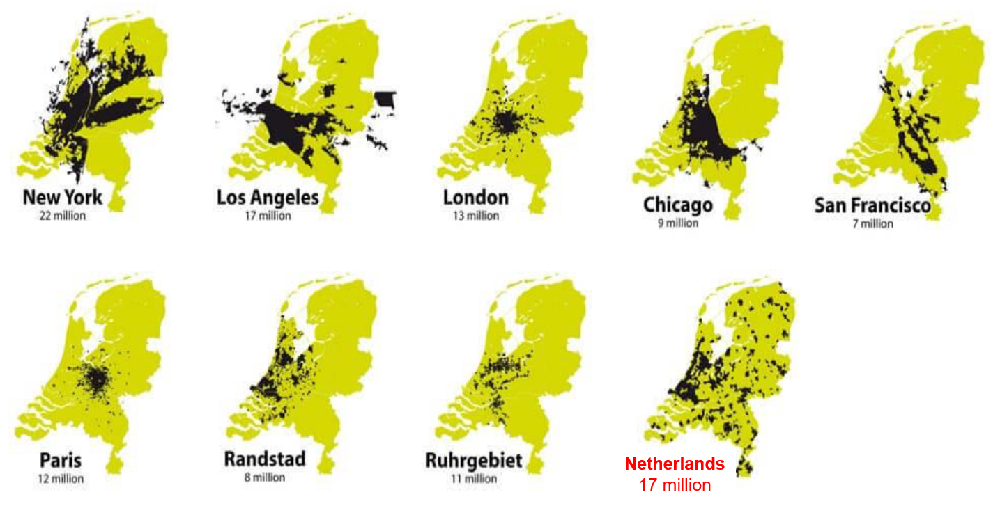 New York
22 million
Los Angeles
17 million
London
13 million
Chicago
9 million
San Francisco
7 million
Paris
12 million
Randstad
8 million
Ruhrgebiet
11 million
Netherlands
17 million